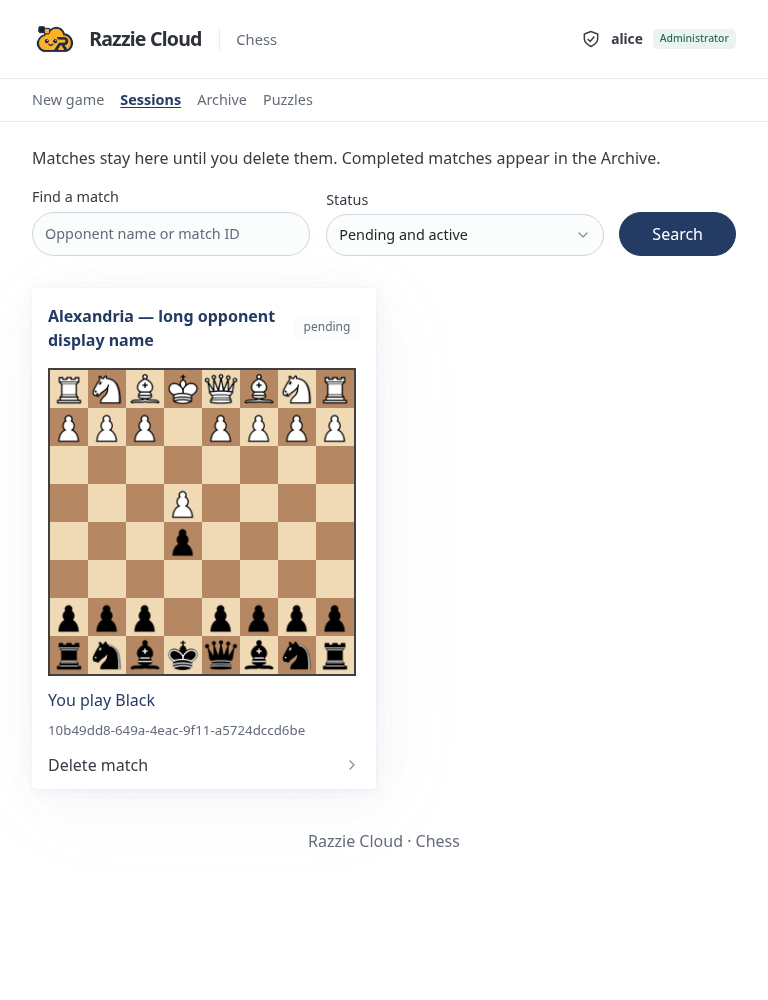 Razzie Cloud
Chess
alice
Administrator
New game
Sessions
Archive
Puzzles
Matches stay here until you delete them. Completed matches appear in the Archive.
Find a match
Status
Opponent name or match ID
Pending and active
Search
Alexandria — long opponent
display name
pending
You play Black
10b49dd8-649a-4eac-9f11-a5724dccd6be
Delete match
Razzie Cloud · Chess